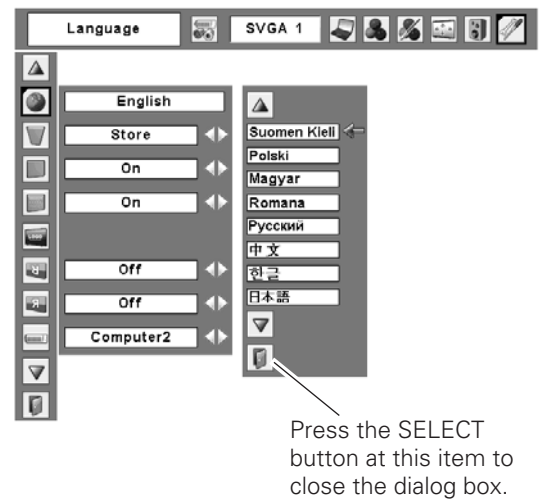 Language
SVGA 1
English
Store
On
On
Off
Off
Computer2
Suomen Kieli
Polski
Magyar
Romana
Русский
中文
한글
日本語
Press the SELECT
button at this item to
close the dialog box.